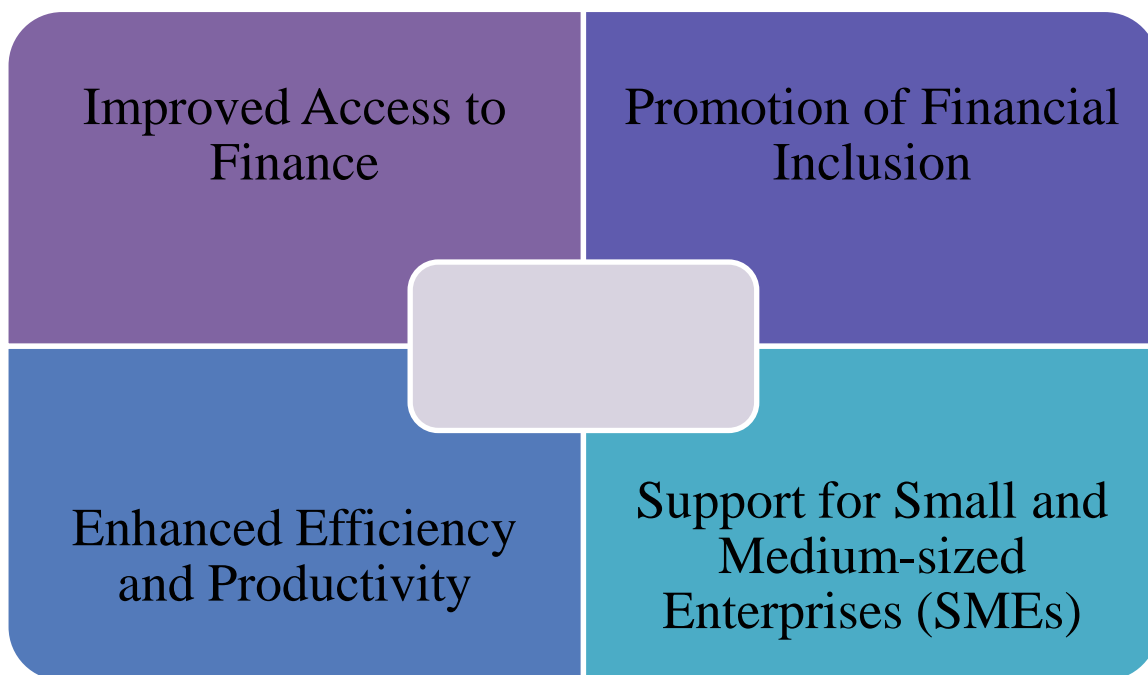 Improved Access to
Finance
Promotion of Financial
Inclusion
Enhanced Efficiency
and Productivity
Support for Small and
Medium-sized
Enterprises (SMEs)